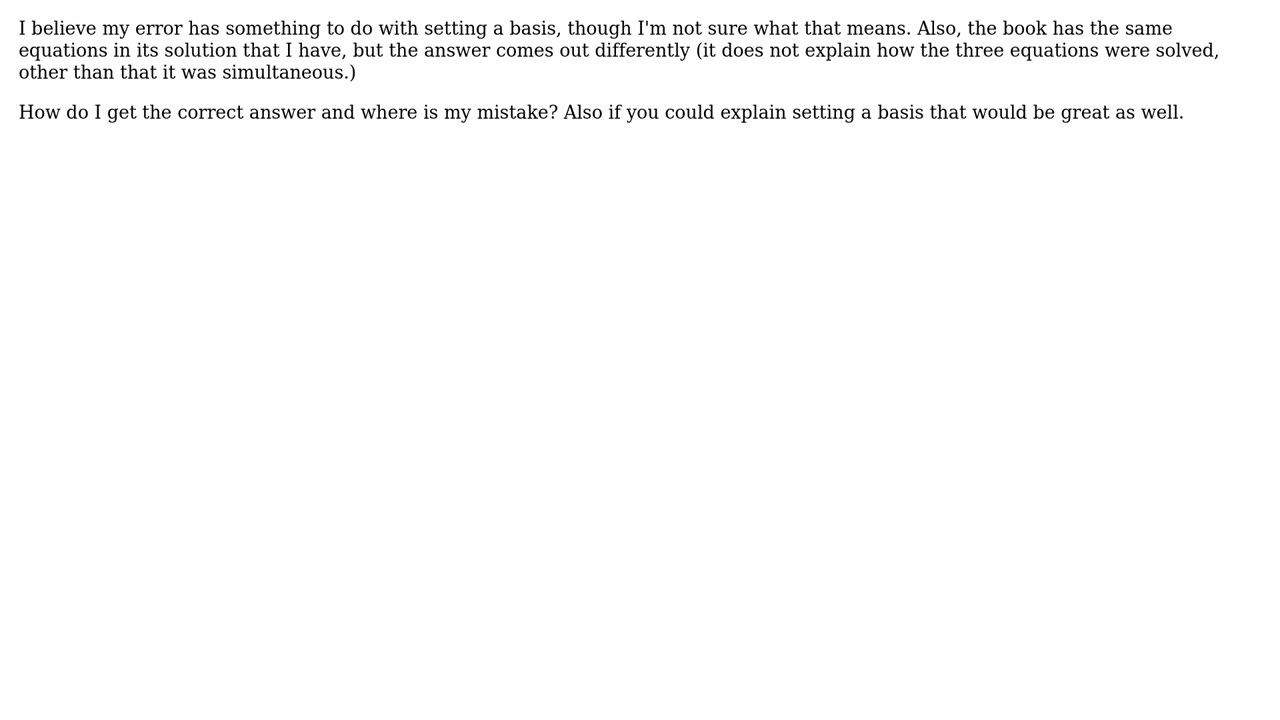 I believe my error has something to do with setting a basis, though I'm not sure what that means. Also, the book has the same
equations in its solution that I have, but the answer comes out differently (it does not explain how the three equations were solved,
other than that it was simultaneous.)
How do I get the correct answer and where is my mistake? Also if you could explain setting a basis that would be great as well.